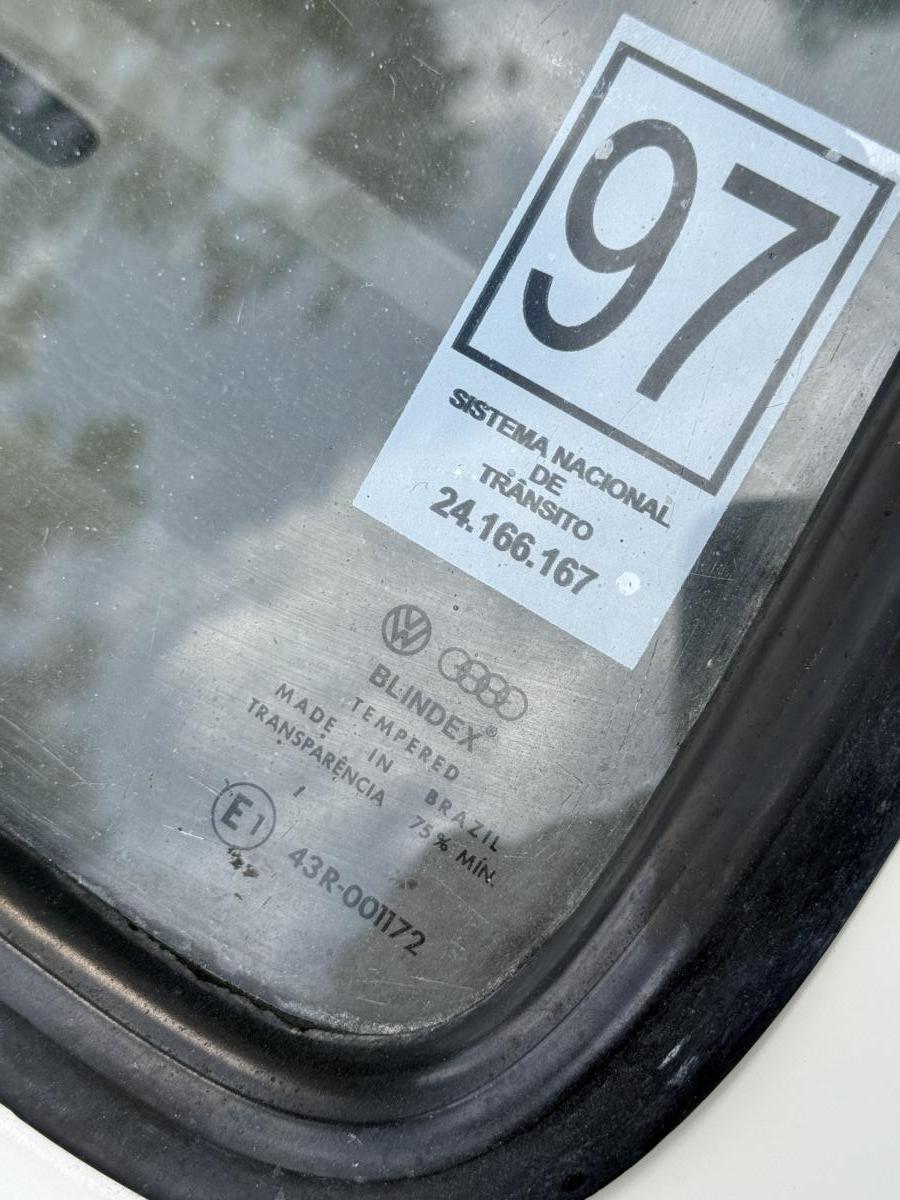 97
SISTEMA NACIONAL
DE
TRÂNSITO
24.166.167
VW
BLINDEX®
TEMPERED
MADE IN BRAZIL
TRANSPARÊNCIA 75% MÍN.
/
E1
43R-001172